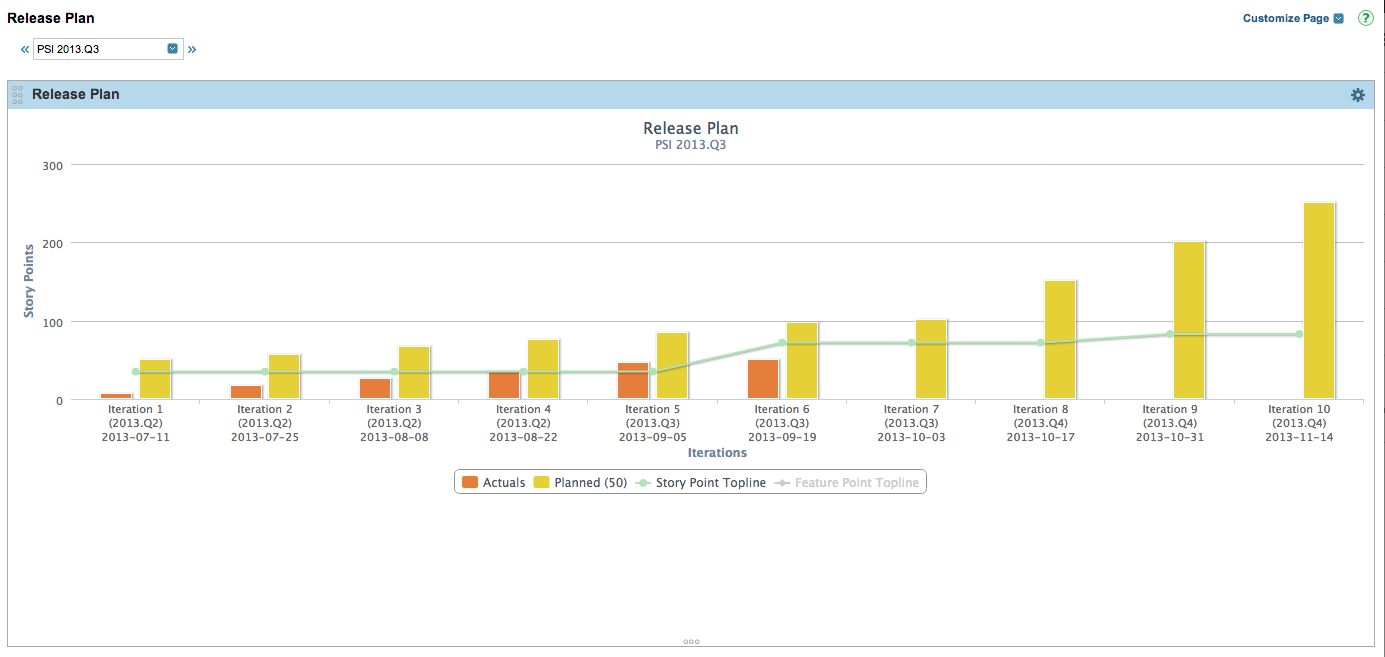 Release Plan
Customize Page
?
« PSI 2013.Q3 »
Release Plan
Release Plan
PSI 2013.Q3
300
200
100
0
Story Points
Iteration 1 Iteration 2 Iteration 3 Iteration 4 Iteration 5 Iteration 6 Iteration 7 Iteration 8 Iteration 9 Iteration 10
(2013.Q2) (2013.Q2) (2013.Q2) (2013.Q2) (2013.Q3) (2013.Q3) (2013.Q3) (2013.Q4) (2013.Q4) (2013.Q4)
2013-07-11 2013-07-25 2013-08-08 2013-08-22 2013-09-05 2013-09-19 2013-10-03 2013-10-17 2013-10-31 2013-11-14
Iterations
Actuals Planned (50) Story Point Topline Feature Point Topline